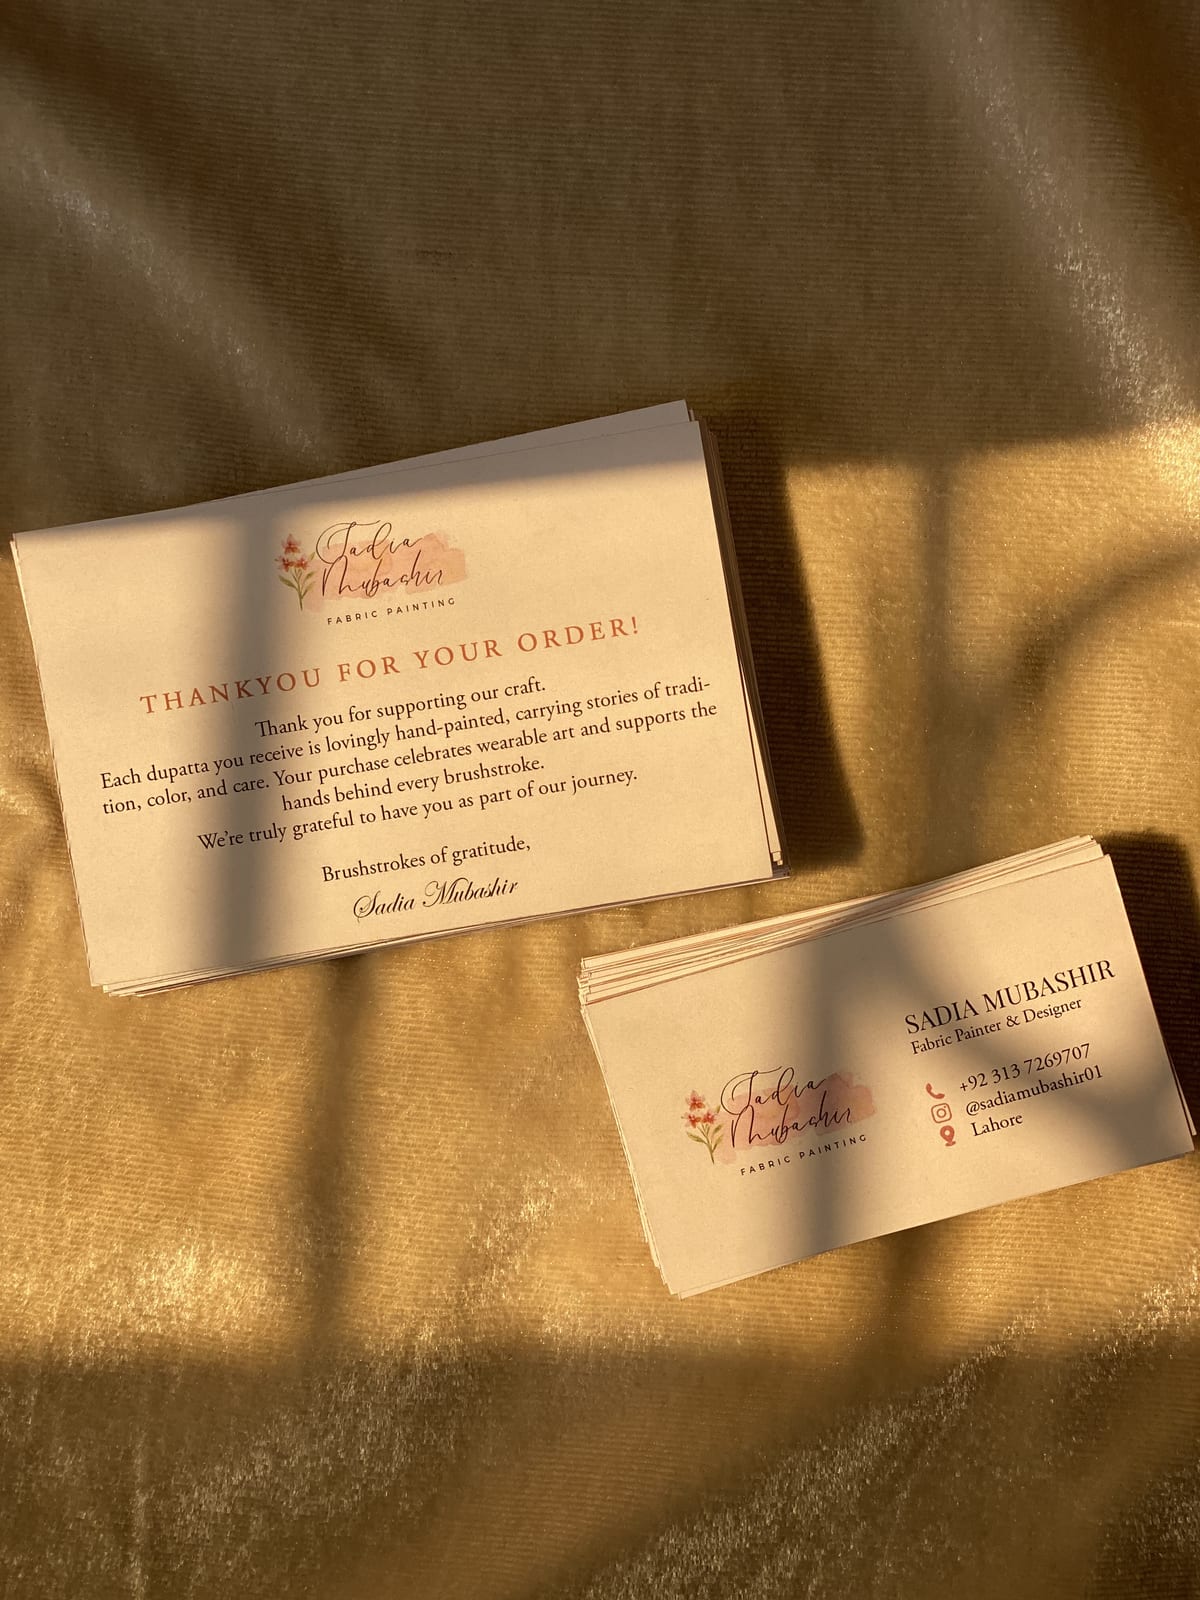 Sadia
Mubashir
FABRIC PAINTING
THANKYOU FOR YOUR ORDER!
Thank you for supporting our craft.
Each dupatta you receive is lovingly hand-painted, carrying stories of tradi-
tion, color, and care. Your purchase celebrates wearable art and supports the
hands behind every brushstroke.
We're truly grateful to have you as part of our journey.
Brushstrokes of gratitude,
Sadia Mubashir
Sadia
Mubashir
FABRIC PAINTING
SADIA MUBASHIR
Fabric Painter & Designer
+92 313 7269707
@sadiamubashir01
Lahore